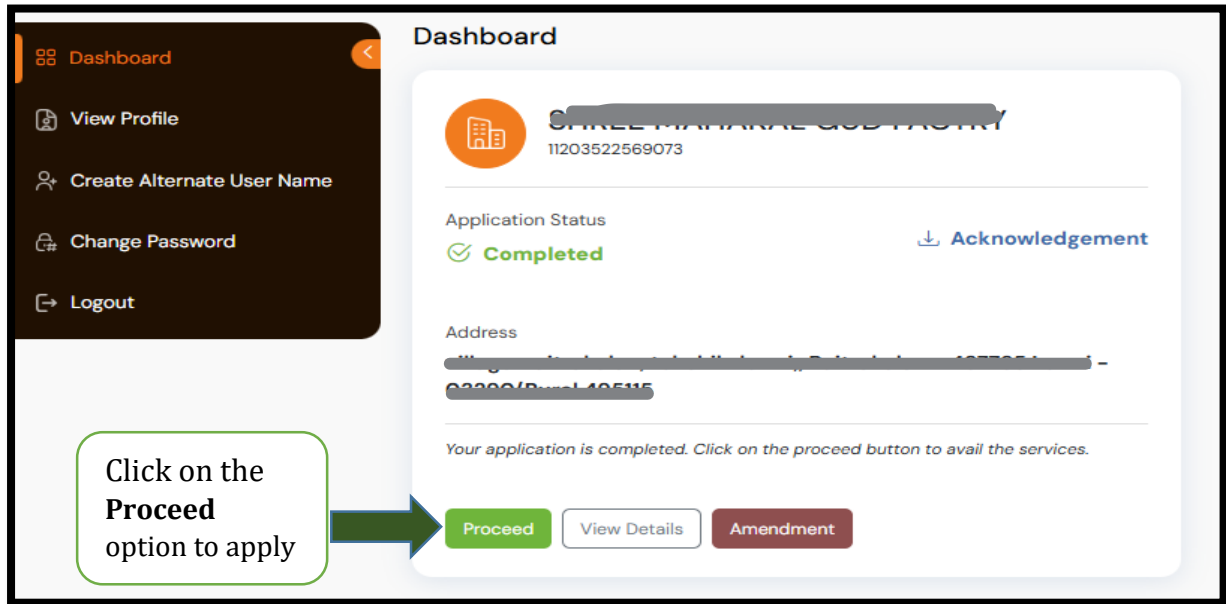 Dashboard
View Profile
Create Alternate User Name
Change Password
Logout
Dashboard
11203522569073
Application Status
Completed
Acknowledgement
Address
Your application is completed. Click on the proceed button to avail the services.
Click on the
Proceed
option to apply
Proceed
View Details
Amendment